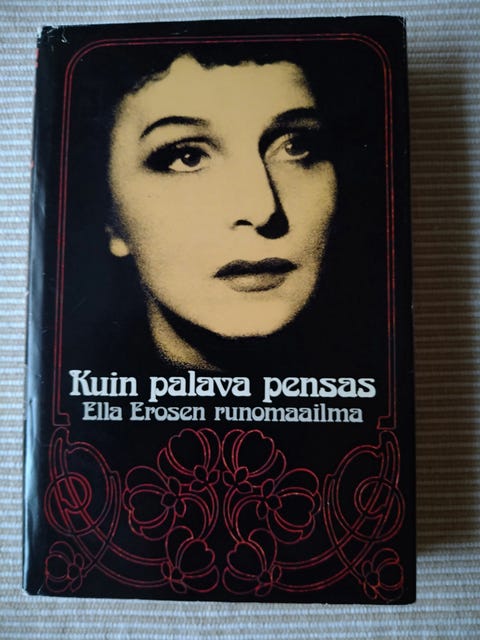 Kuin palava pensas
Ella Erosen runomaailma